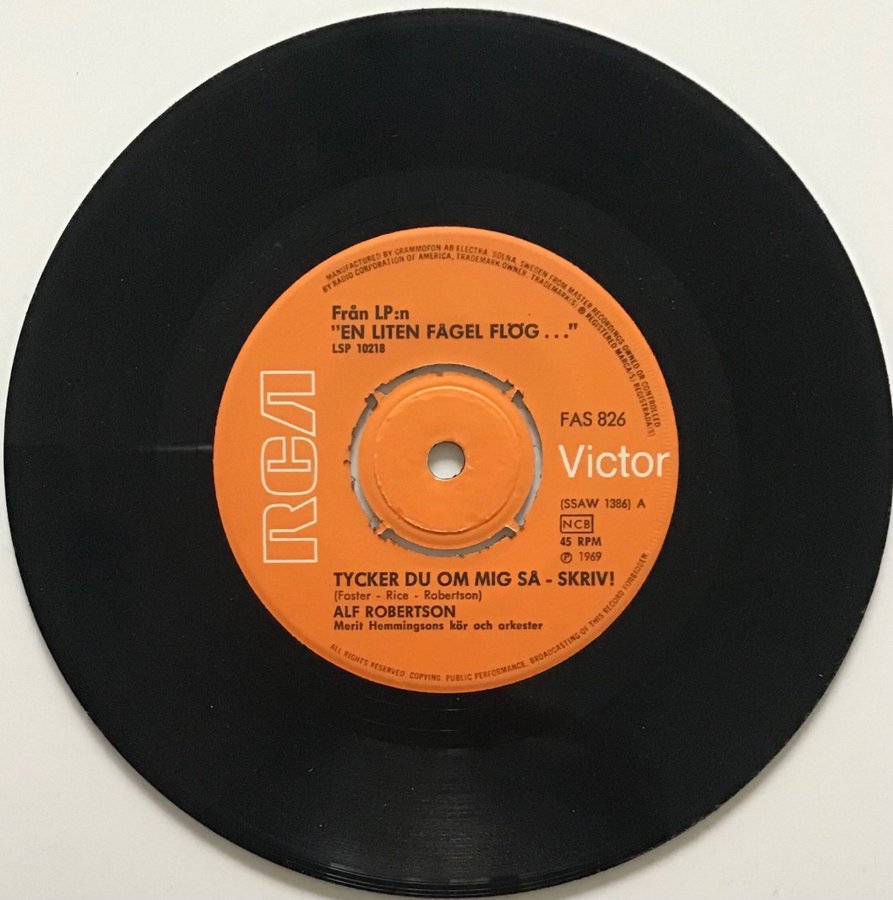 MANUFACTURED BY GRAMMOFON AB ELECTRA, SOLNA, SWEDEN FROM MASTER RECORDINGS OWNED OR CONTROLLED
BY RADIO CORPORATION OF AMERICA, TRADEMARK OWNER. TRADEMARK(S) ® REGISTERED. MARCA(S) REGISTRADA(S)
Från LP:n
"EN LITEN FÅGEL FLÖG..."
LSP 10218
RCA
FAS 826
Victor
(SSAW 1386) A
NCB
45 RPM
Ⓟ 1969
TYCKER DU OM MIG SÅ - SKRIV!
(Foster - Rice - Robertson)
ALF ROBERTSON
Merit Hemmingsons kör och orkester
ALL RIGHTS RESERVED. COPYING, PUBLIC PERFORMANCE, BROADCASTING OF THIS RECORD FORBIDDEN